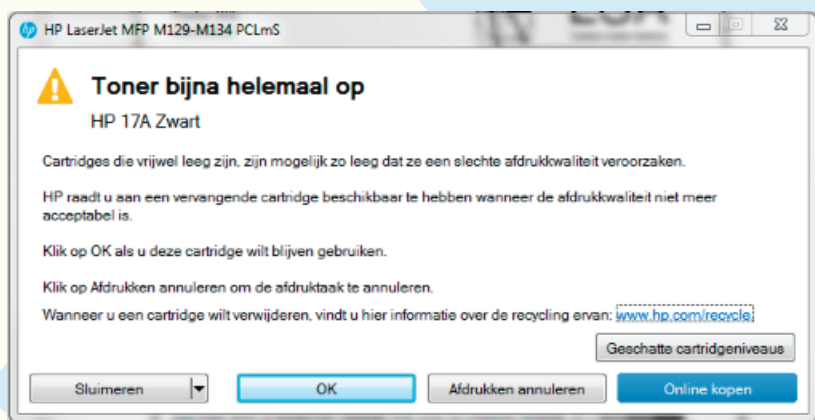 HP LaserJet MFP M129-M134 PCLmS
Toner bijna helemaal op
HP 17A Zwart
Cartridges die vrijwel leeg zijn, zijn mogelijk zo leeg dat ze een slechte afdrukkwaliteit veroorzaken.
HP raadt u aan een vervangende cartridge beschikbaar te hebben wanneer de afdrukkwaliteit niet meer
acceptabel is.
Klik op OK als u deze cartridge wilt blijven gebruiken.
Klik op Afdrukken annuleren om de afdruktaak te annuleren.
Wanneer u een cartridge wilt verwijderen, vindt u hier informatie over de recycling ervan: www.hp.com/recycle.
Geschatte cartridgeniveaus
Sluimeren OK Afdrukken annuleren Online kopen